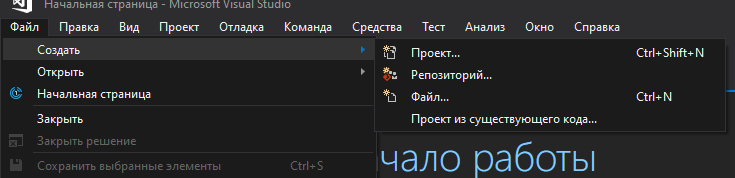 Начальная страница - Microsoft Visual Studio
Файл Правка Вид Проект Отладка Команда Средства Тест Анализ Окно Справка
Создать
Проект... Ctrl+Shift+N
Открыть
Репозиторий...
Начальная страница
Файл... Ctrl+N
Закрыть
Проект из существующего кода...
Закрыть решение
Сохранить выбранные элементы Ctrl+S
чало работы